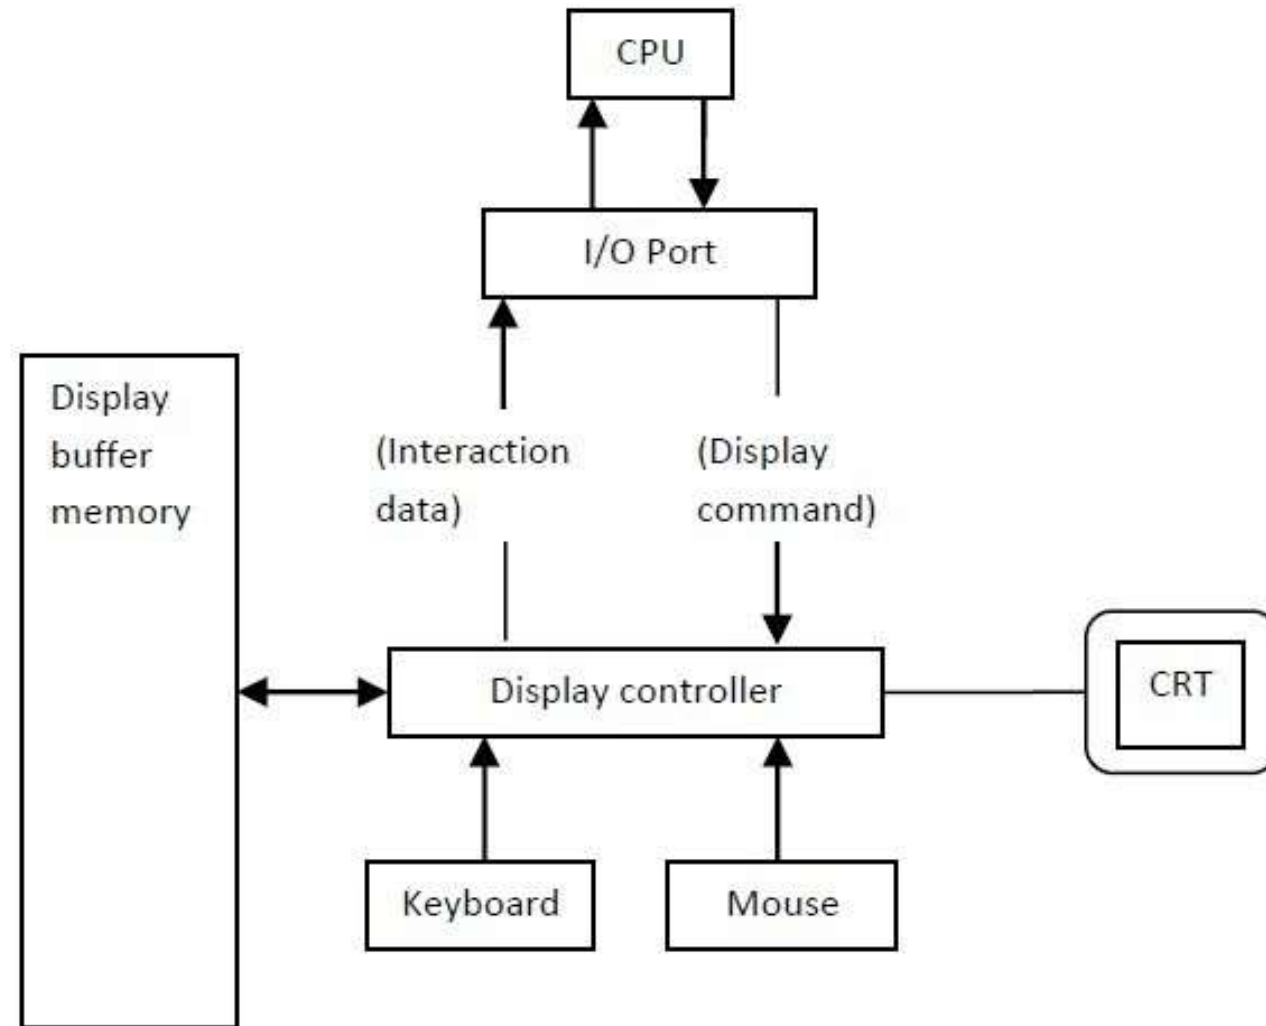 CPU
I/O Port
Display
buffer
memory
(Interaction
data)
(Display
command)
Display controller
CRT
Keyboard
Mouse